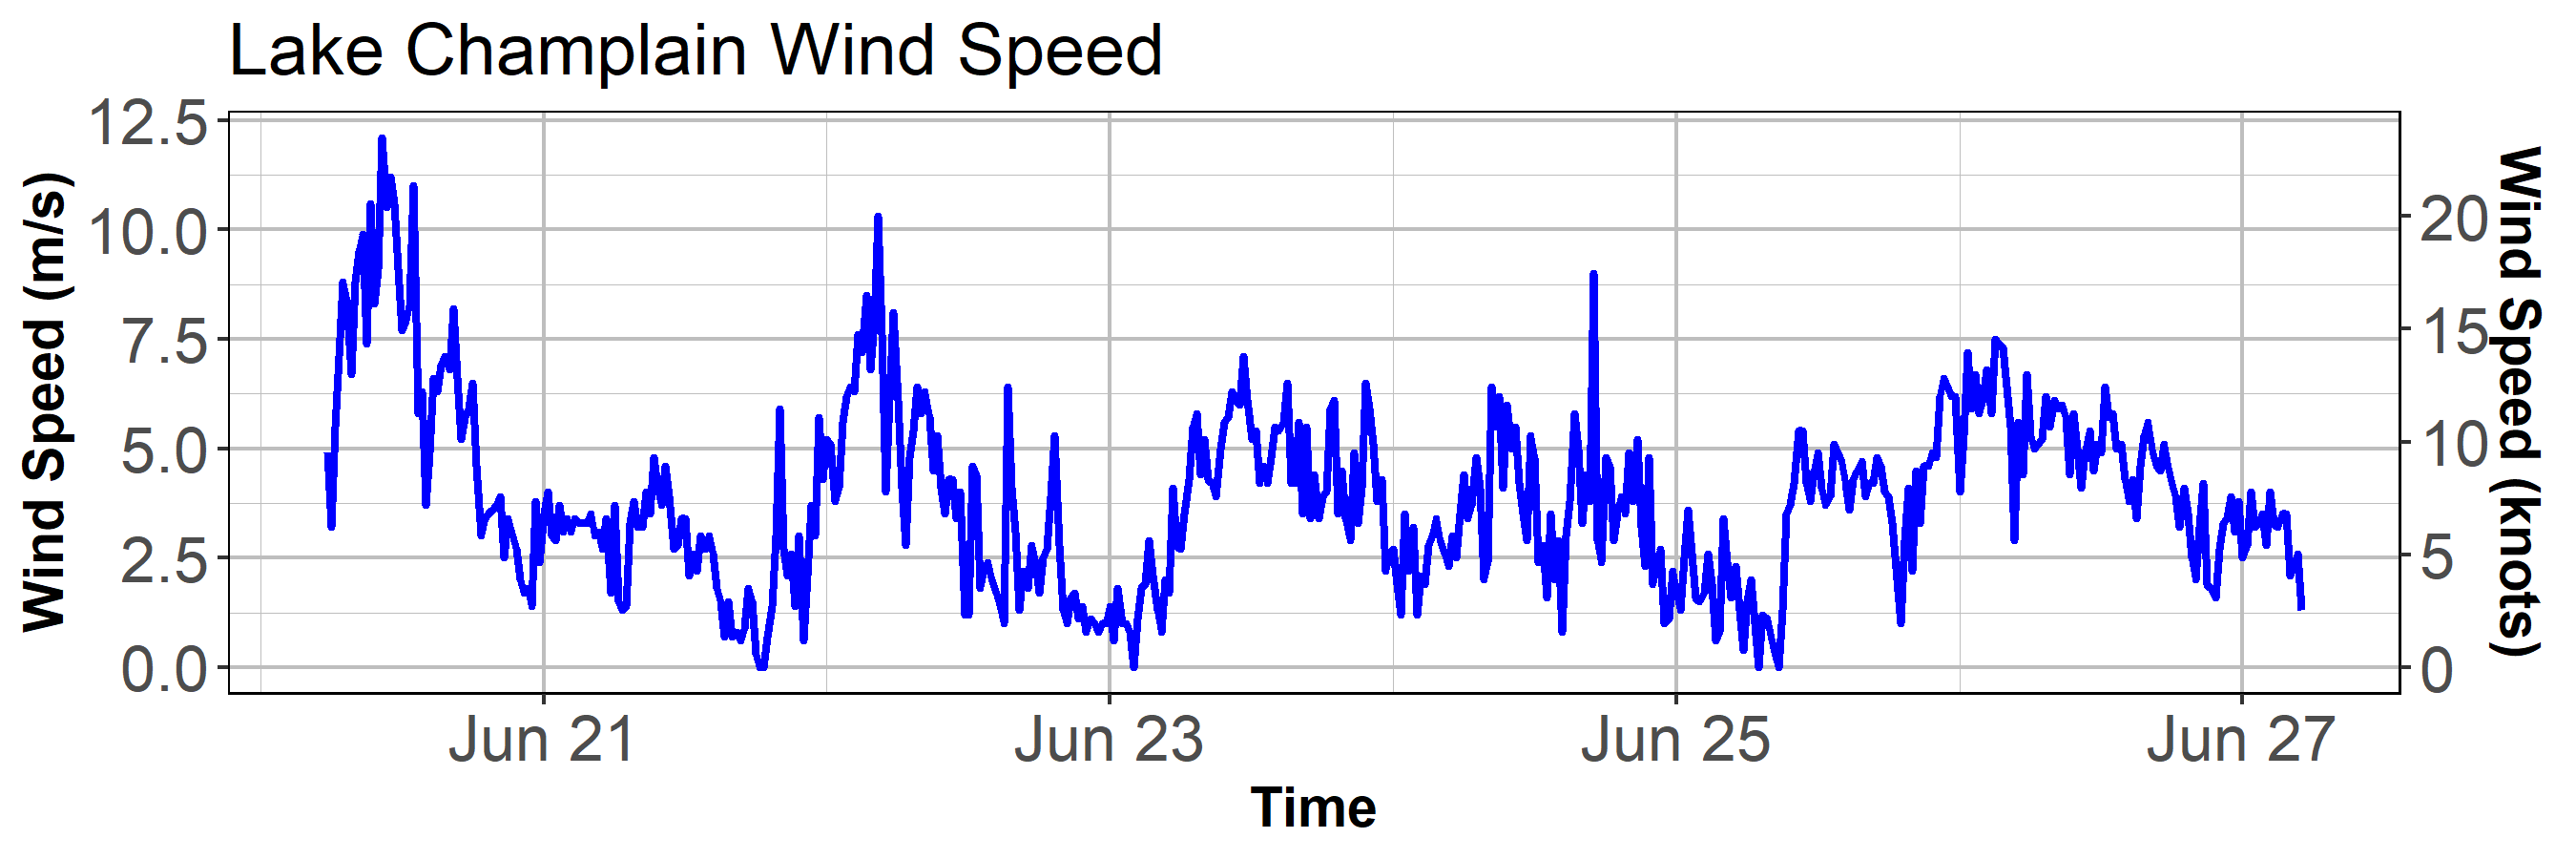 Lake Champlain Wind Speed
Wind Speed (m/s)
12.5
10.0
7.5
5.0
2.5
0.0
20
15
10
5
0
Wind Speed (knots)
Jun 21
Jun 23
Jun 25
Jun 27
Time